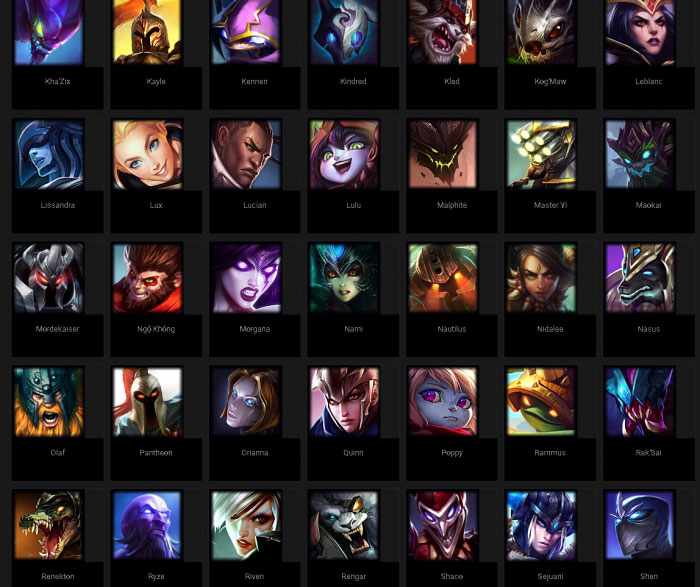 Kha'Zix
Kayle
Kennen
Kindred
Kled
Kog'Maw
Leblanc
Lissandra
Lux
Lucian
Lulu
Malphite
Master Yi
Maokai
Mordekaiser
Ngộ Không
Morgana
Nami
Nautilus
Nidalee
Nasus
Olaf
Pantheon
Orianna
Quinn
Poppy
Rammus
Rek'Sai
Renekton
Ryze
Riven
Rengar
Shaco
Sejuani
Shen